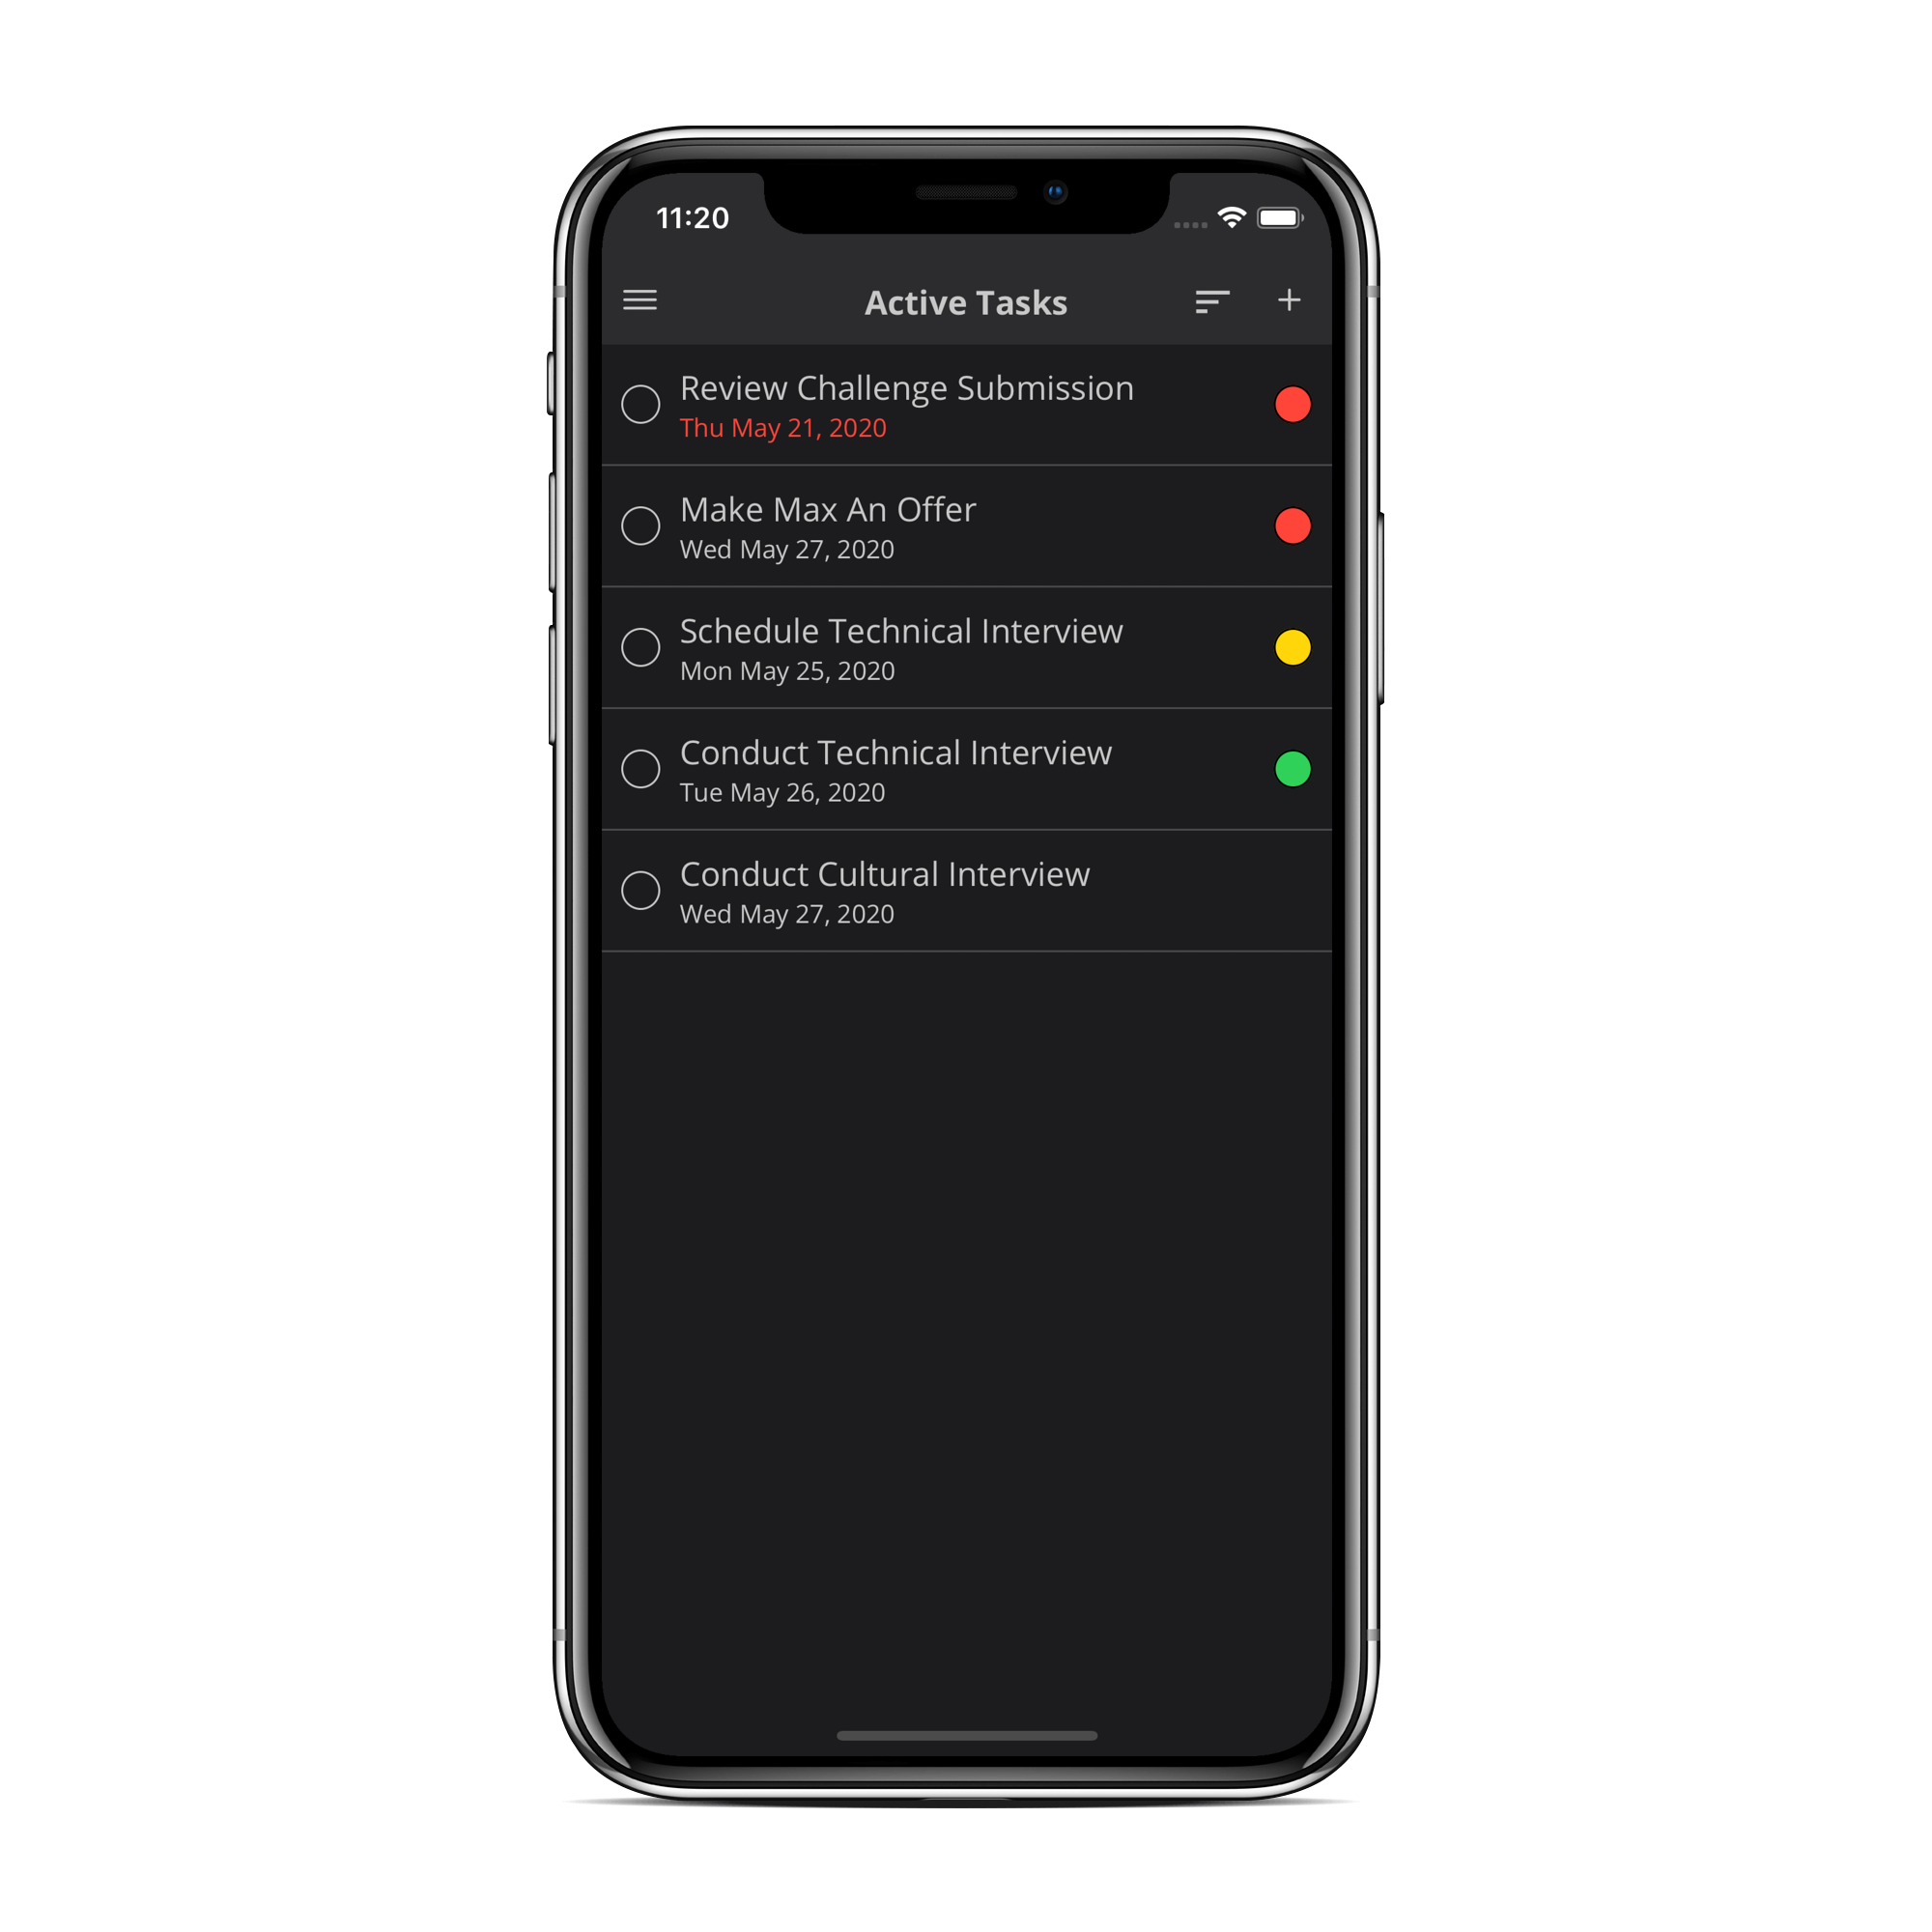 11:20
Active Tasks
Review Challenge Submission
Thu May 21, 2020
Make Max An Offer
Wed May 27, 2020
Schedule Technical Interview
Mon May 25, 2020
Conduct Technical Interview
Tue May 26, 2020
Conduct Cultural Interview
Wed May 27, 2020